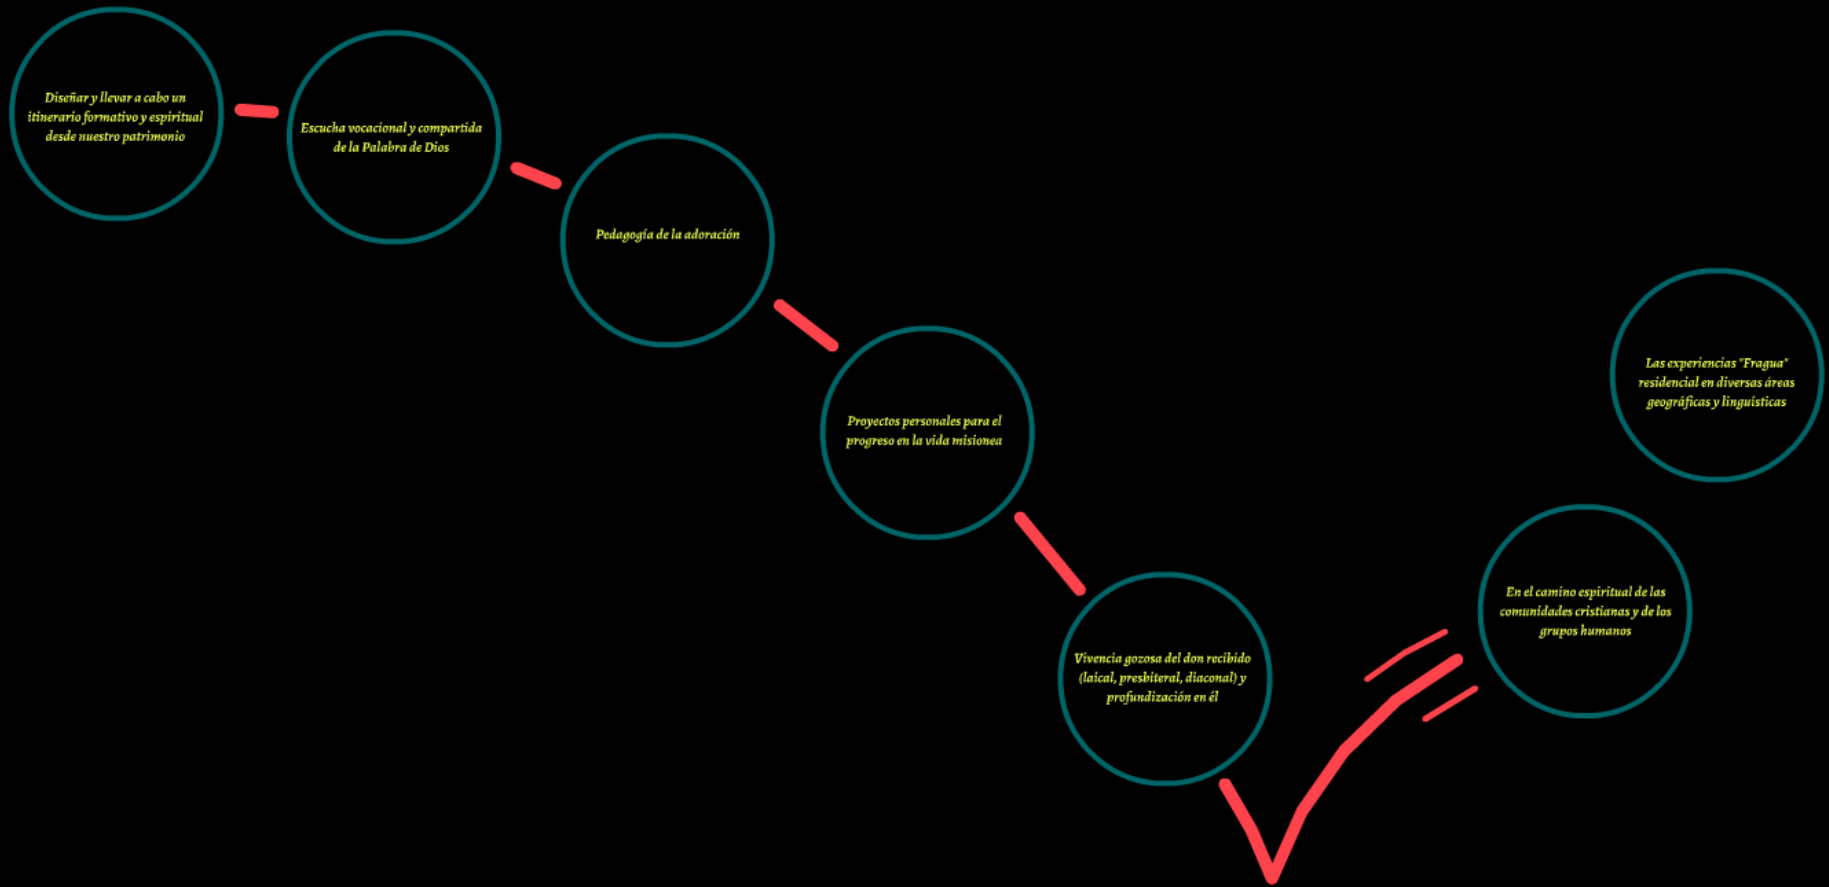 Diseñar y llevar a cabo un
itinerario formativo y espiritual
desde nuestro patrimonio
Escucha vocacional y compartida
de la Palabra de Dios
Pedagogía de la adoración
Proyectos personales para el
progreso en la vida misionea
Vivencia gozosa del don recibido
(laical, presbiteral, diaconal) y
profundización en él
En el camino espiritual de las
comunidades cristianas y de los
grupos humanos
Las experiencias "Fragua"
residencial en diversas áreas
geográficas y linguísticas